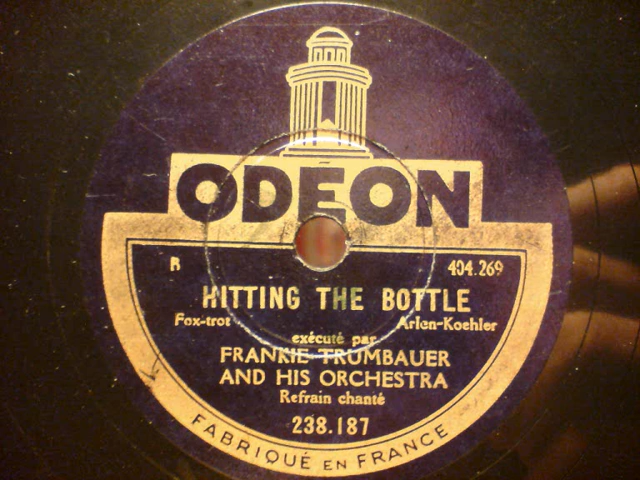 ODÉON
R 404.269
HITTING THE BOTTLE
Fox-trot Arlen-Koehler
exécuté par
FRANKIE TRUMBAUER
AND HIS ORCHESTRA
Refrain chanté
238.187
FABRIQUÉ EN FRANCE